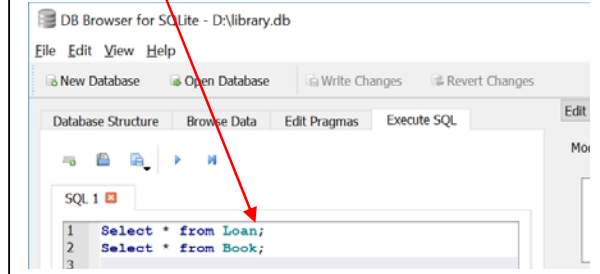 DB Browser for SQLite - D:\library.db
File Edit View Help
New Database Open Database Write Changes Revert Changes
Database Structure Browse Data Edit Pragmas Execute SQL
Edit
SQL 1
1 Select * from Loan;
2 Select * from Book;
3